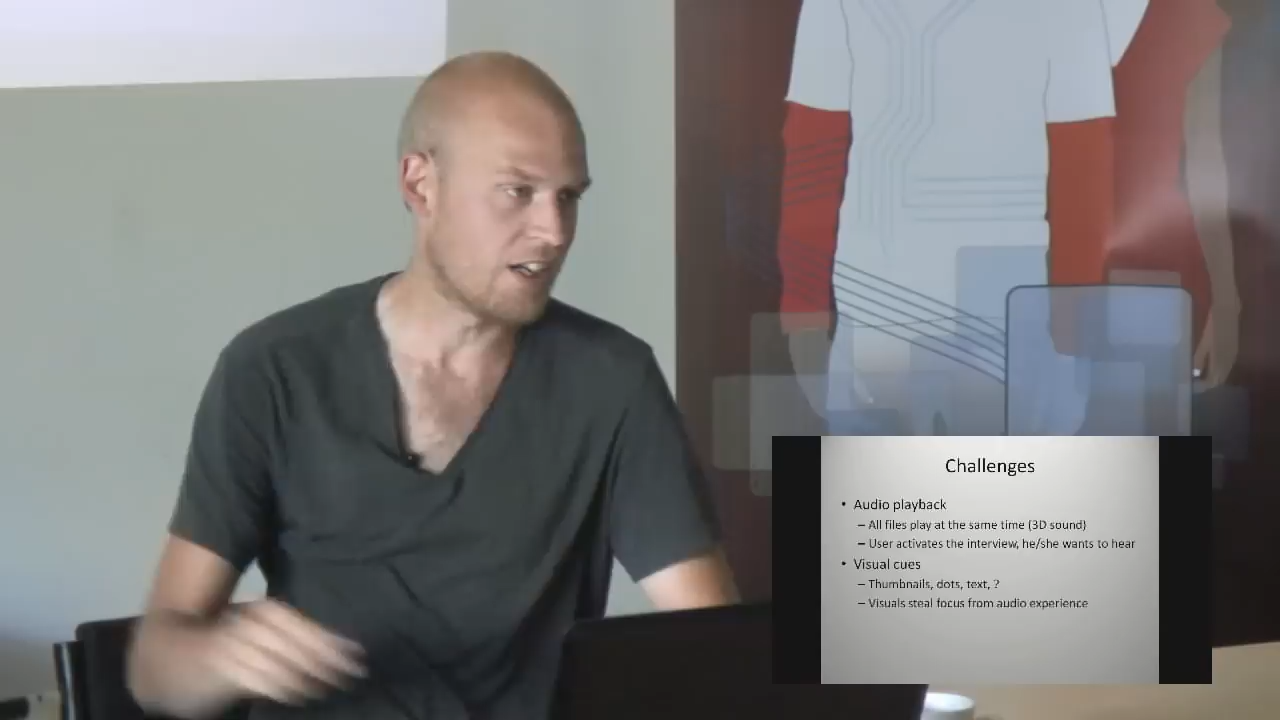 Challenges
• Audio playback
– All files play at the same time (3D sound)
– User activates the interview, he/she wants to hear
• Visual cues
– Thumbnails, dots, text, ?
– Visuals steal focus from audio experience